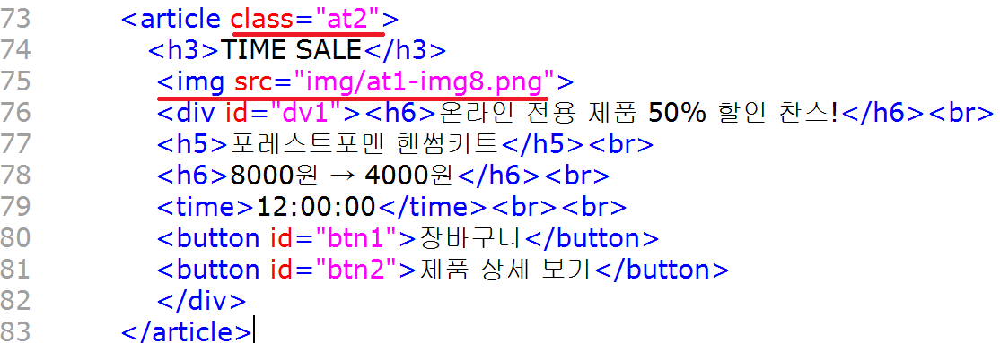 73 <article class="at2">
74 <h3>TIME SALE</h3>
75 <img src="img/at1-img8.png">
76 <div id="dv1"><h6>온라인 전용 제품 50% 할인 찬스!</h6><br>
77 <h5>포레스트포맨 핸썸키트</h5><br>
78 <h6>8000원 → 4000원</h6><br>
79 <time>12:00:00</time><br><br>
80 <button id="btn1">장바구니</button>
81 <button id="btn2">제품 상세 보기</button>
82 </div>
83 </article>